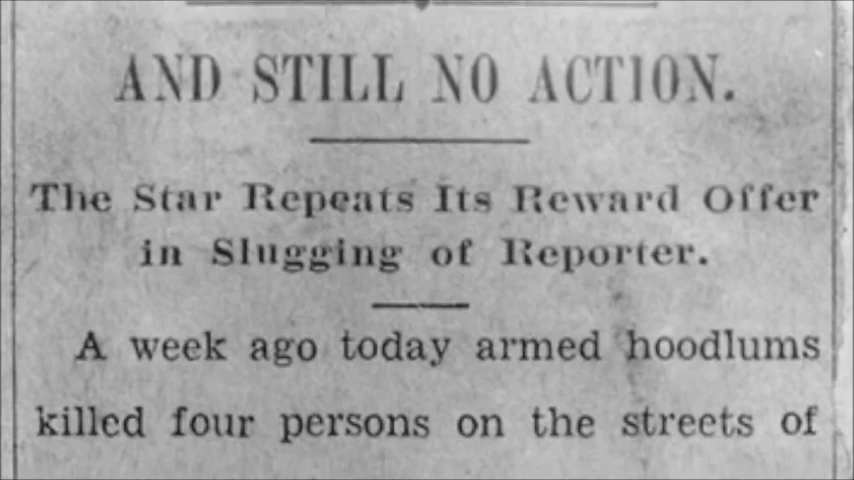 AND STILL NO ACTION.
The Star Repeats Its Reward Offer
in Slugging of Reporter.
A week ago today armed hoodlums
killed four persons on the streets of